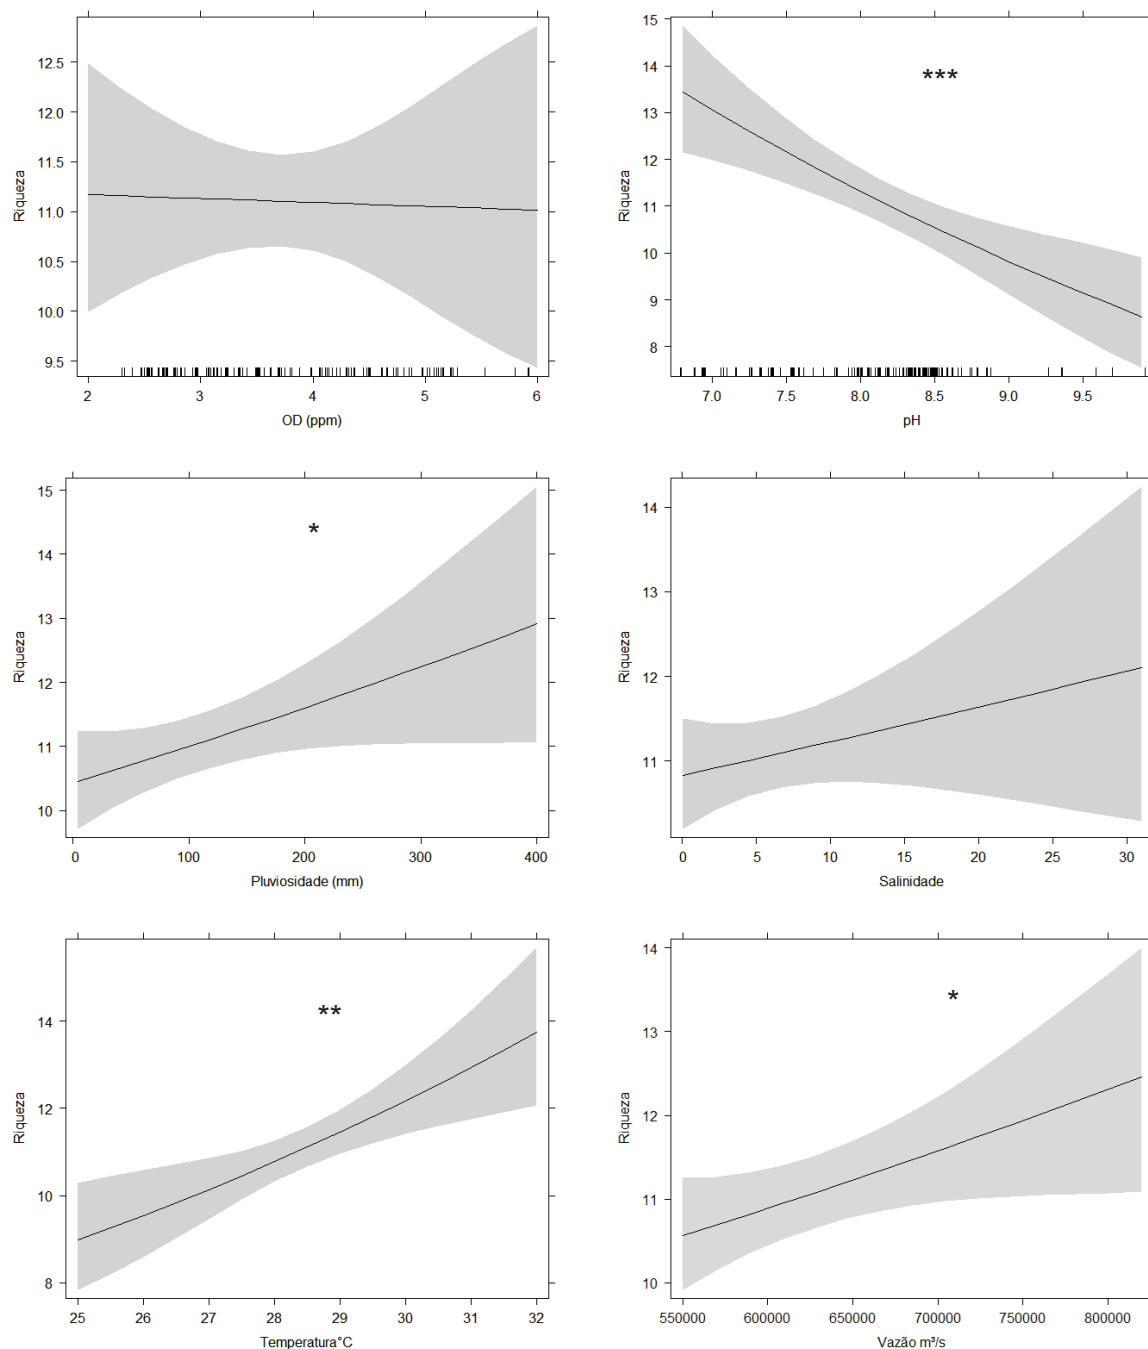 Riqueza
12.5
12.0
11.5
11.0
10.5
10.0
9.5
2 3 4 5 6
OD (ppm)
***
Riqueza
15
14
13
12
11
10
9
8
7.0 7.5 8.0 8.5 9.0 9.5
pH
*
Riqueza
15
14
13
12
11
10
0 100 200 300 400
Pluviosidade (mm)
Riqueza
14
13
12
11
0 5 10 15 20 25 30
Salinidade
**
Riqueza
14
12
10
8
25 26 27 28 29 30 31 32
Temperatura°C
*
Riqueza
14
13
12
11
10
550000 600000 650000 700000 750000 800000
Vazão m³/s